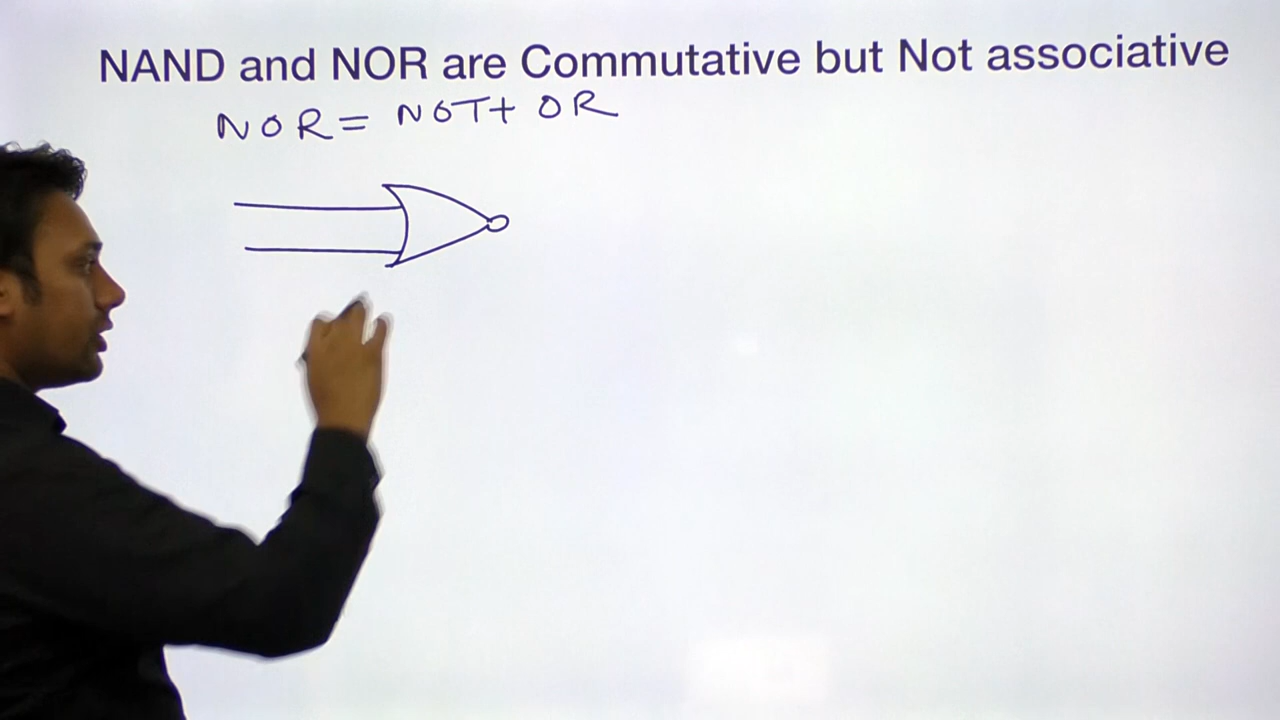 NAND and NOR are Commutative but Not associative
NOR = NOT + OR